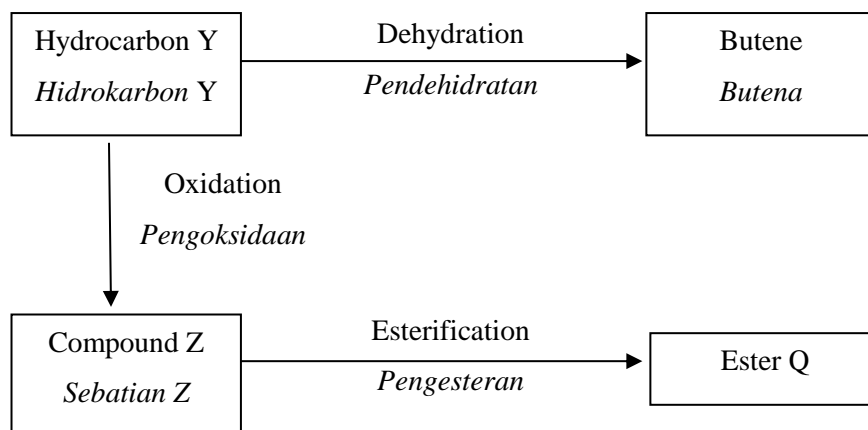 Hydrocarbon Y
Hidrokarbon Y
Dehydration
Pendehidratan
Butene
Butena
Oxidation
Pengoksidaan
Compound Z
Sebatian Z
Esterification
Pengesteran
Ester Q